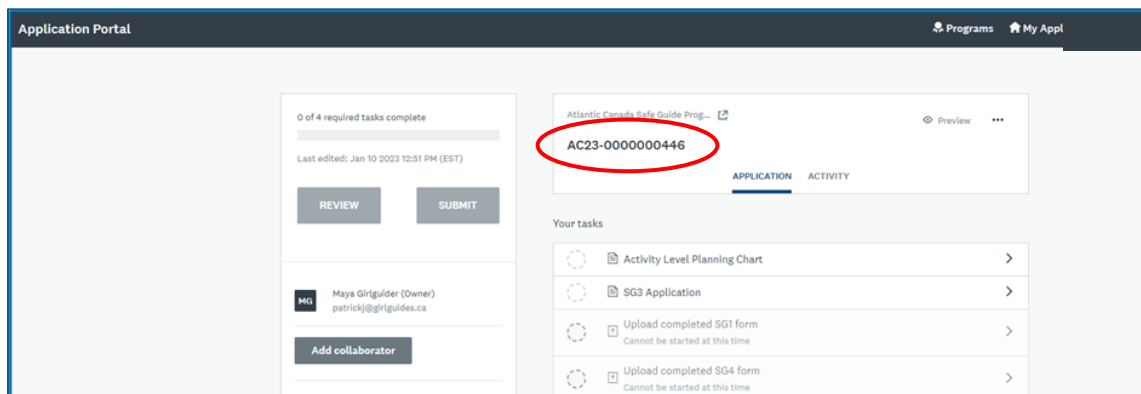 Application Portal
Programs
My Appl
0 of 4 required tasks complete
Last edited: Jan 10 2023 12:51 PM (EST)
REVIEW
SUBMIT
MG
Maya Girlguider (Owner)
patrickj@girlguides.ca
Add collaborator
Atlantic Canada Safe Guide Prog...
Preview
AC23-0000000446
APPLICATION
ACTIVITY
Your tasks
Activity Level Planning Chart
SG3 Application
Upload completed SG1 form
Cannot be started at this time
Upload completed SG4 form
Cannot be started at this time